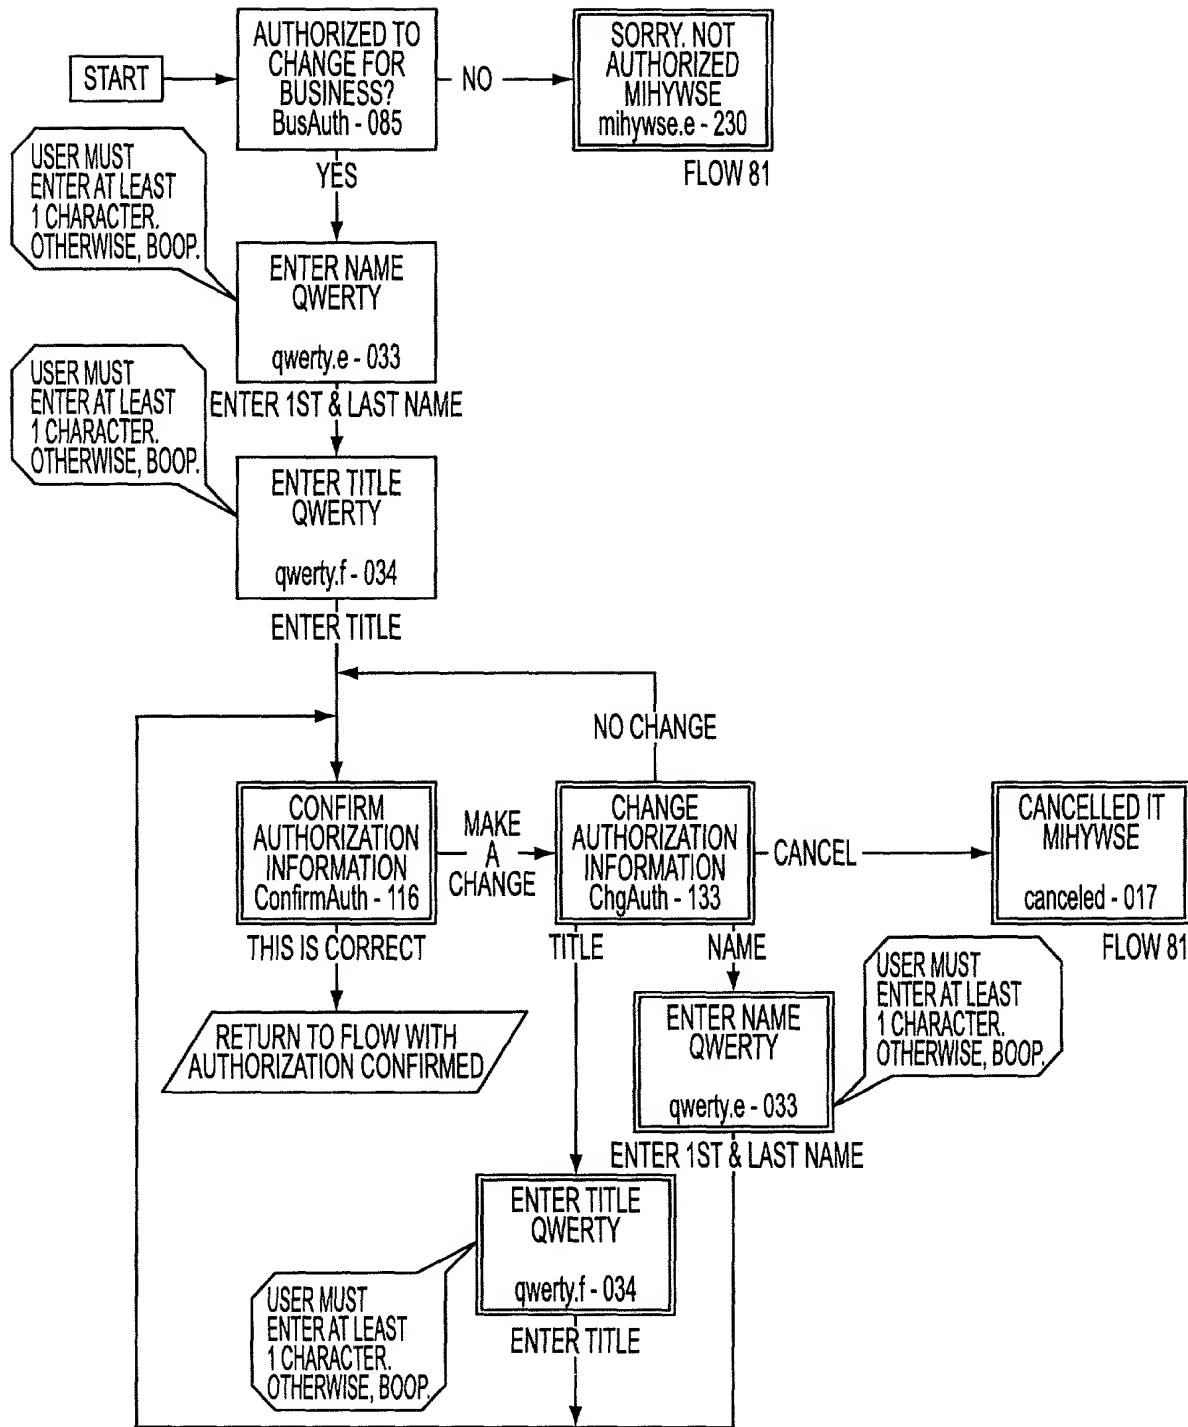 START
AUTHORIZED TO
CHANGE FOR
BUSINESS?
BusAuth - 085
NO
SORRY. NOT
AUTHORIZED
MIHYWSE
mihywse.e - 230
FLOW 81
YES
USER MUST
ENTER AT LEAST
1 CHARACTER.
OTHERWISE, BOOP.
ENTER NAME
QWERTY
qwerty.e - 033
ENTER 1ST & LAST NAME
USER MUST
ENTER AT LEAST
1 CHARACTER.
OTHERWISE, BOOP.
ENTER TITLE
QWERTY
qwerty.f - 034
ENTER TITLE
NO CHANGE
CONFIRM
AUTHORIZATION
INFORMATION
ConfirmAuth - 116
MAKE
A
CHANGE
CHANGE
AUTHORIZATION
INFORMATION
ChgAuth - 133
CANCEL
CANCELLED IT
MIHYWSE
canceled - 017
FLOW 81
THIS IS CORRECT
TITLE
NAME
RETURN TO FLOW WITH
AUTHORIZATION CONFIRMED
ENTER NAME
QWERTY
qwerty.e - 033
USER MUST
ENTER AT LEAST
1 CHARACTER.
OTHERWISE, BOOP.
ENTER 1ST & LAST NAME
ENTER TITLE
QWERTY
qwerty.f - 034
USER MUST
ENTER AT LEAST
1 CHARACTER.
OTHERWISE, BOOP.
ENTER TITLE